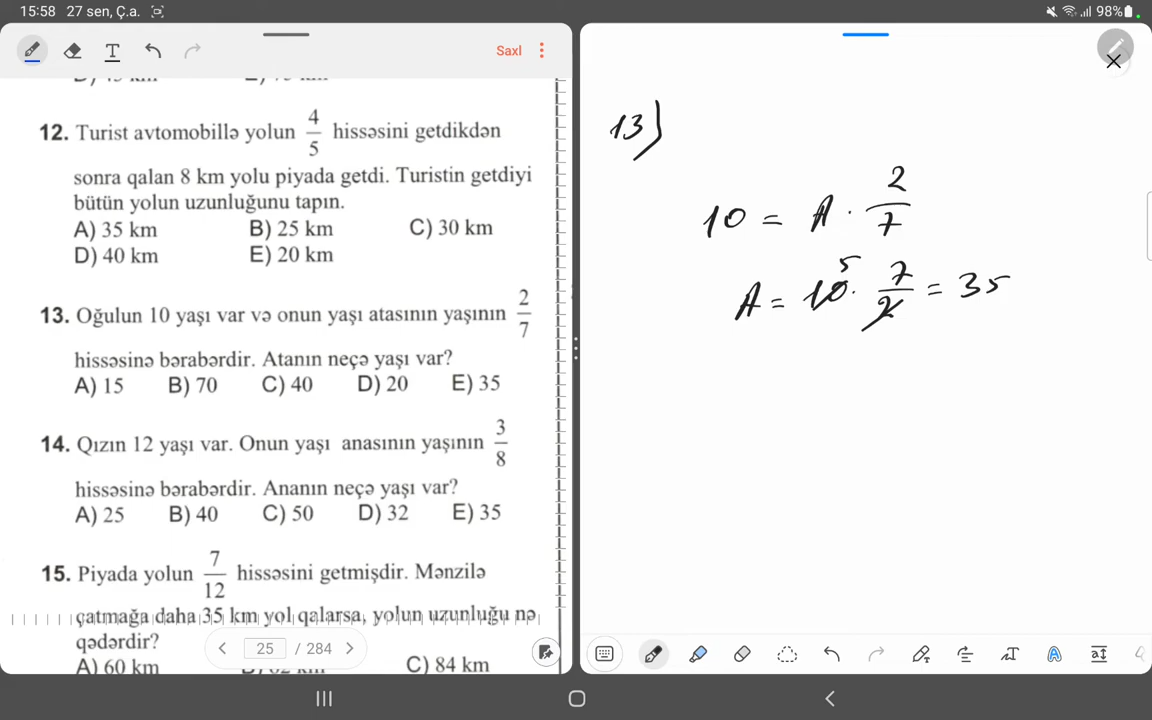 15:58 27 sen, Ç.a. 98%
Saxl
12. Turist avtomobillə yolun 4/5 hissəsini getdikdən
sonra qalan 8 km yolu piyada getdi. Turistin getdiyi
bütün yolun uzunluğunu tapın.
A) 35 km B) 25 km C) 30 km
D) 40 km E) 20 km
13. Oğulun 10 yaşı var və onun yaşı atasının yaşının 2/7
hissəsinə bərabərdir. Atanın neçə yaşı var?
A) 15 B) 70 C) 40 D) 20 E) 35
14. Qızın 12 yaşı var. Onun yaşı anasının yaşının 3/8
hissəsinə bərabərdir. Ananın neçə yaşı var?
A) 25 B) 40 C) 50 D) 32 E) 35
15. Piyada yolun 7/12 hissəsini getmişdir. Mənzilə
çatmağa daha 35 km yol qalarsa, yolun uzunluğu nə
qədərdir?
A) 60 km C) 84 km
25 / 284
13)
10 = A · 2/7
A = 10 5 · 7/2 = 35